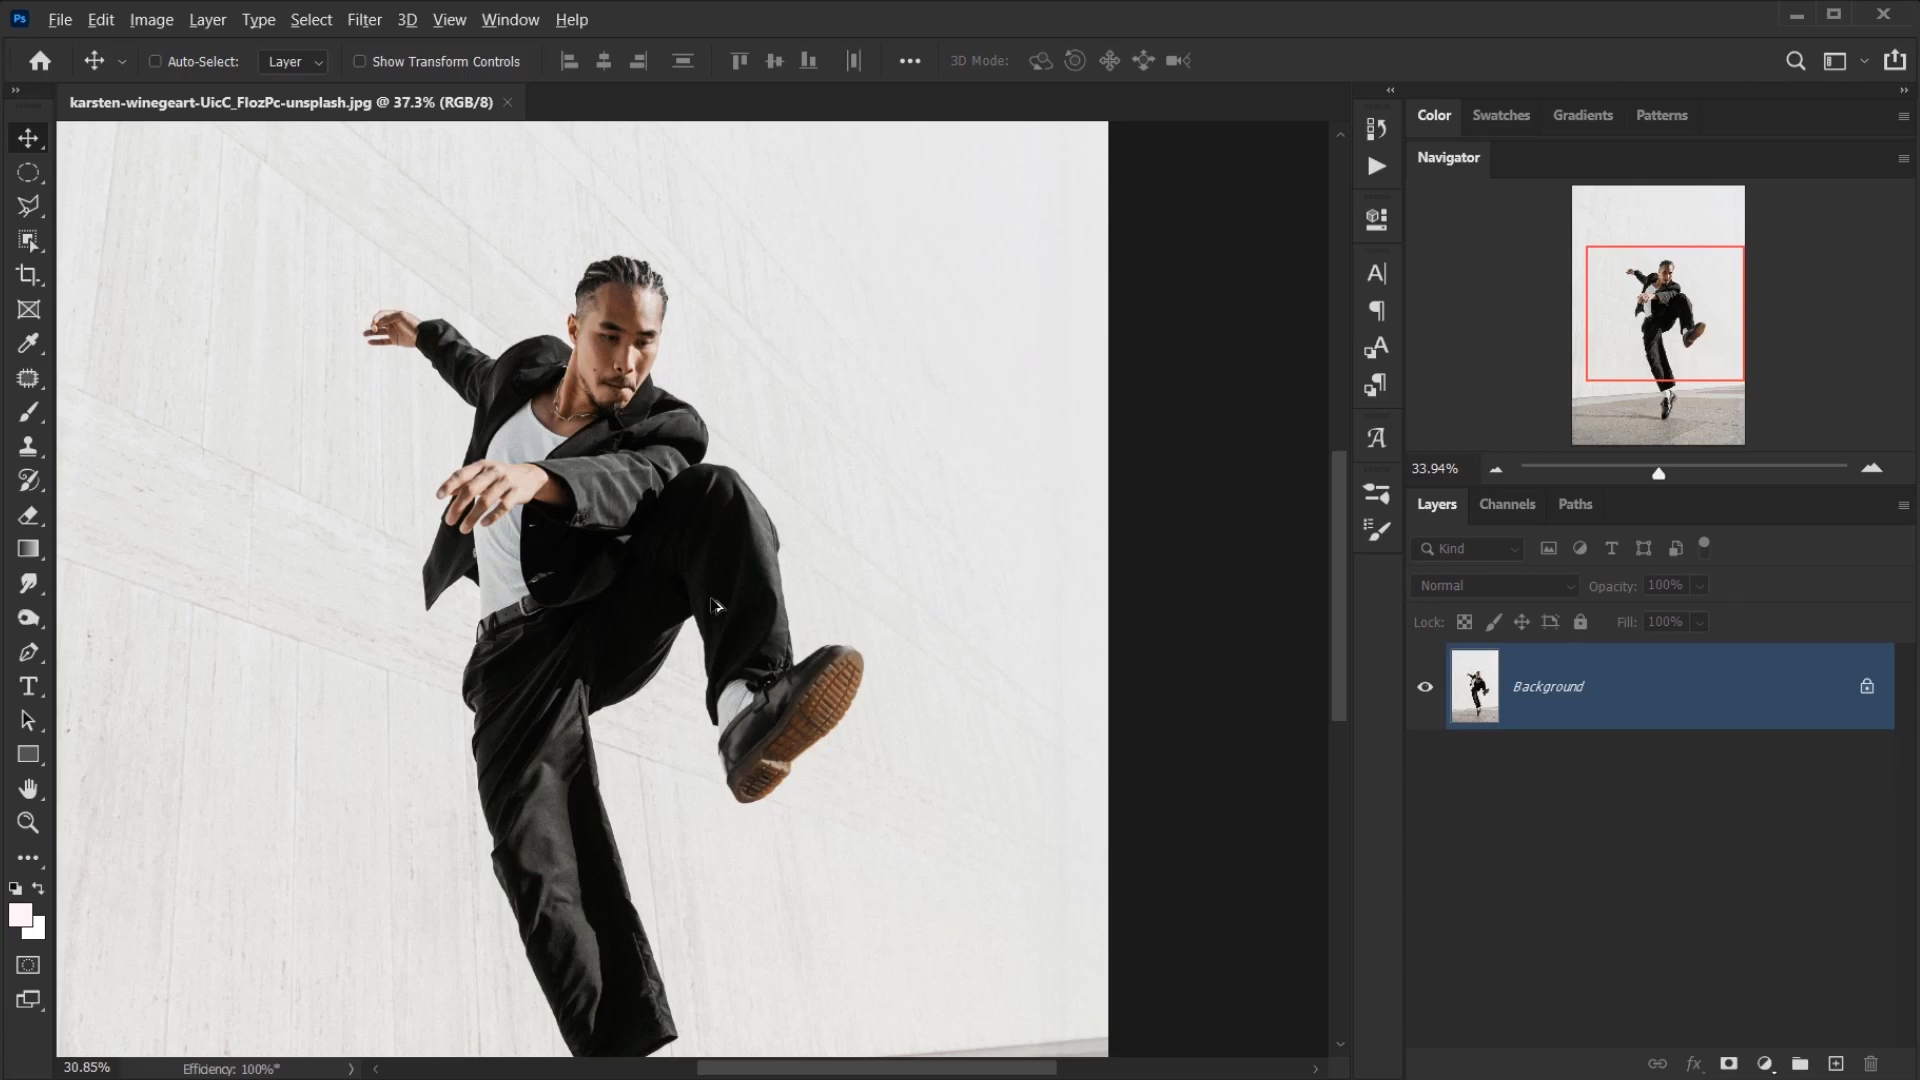 Ps File Edit Image Layer Type Select Filter 3D View Window Help
Auto-Select: Layer Show Transform Controls 3D Mode:
karsten-winegeart-UicC_FlozPc-unsplash.jpg @ 37.3% (RGB/8)
Color Swatches Gradients Patterns
Navigator
33.94%
Layers Channels Paths
Kind
Normal Opacity: 100%
Lock: Fill: 100%
Background
30.85% Efficiency: 100%*